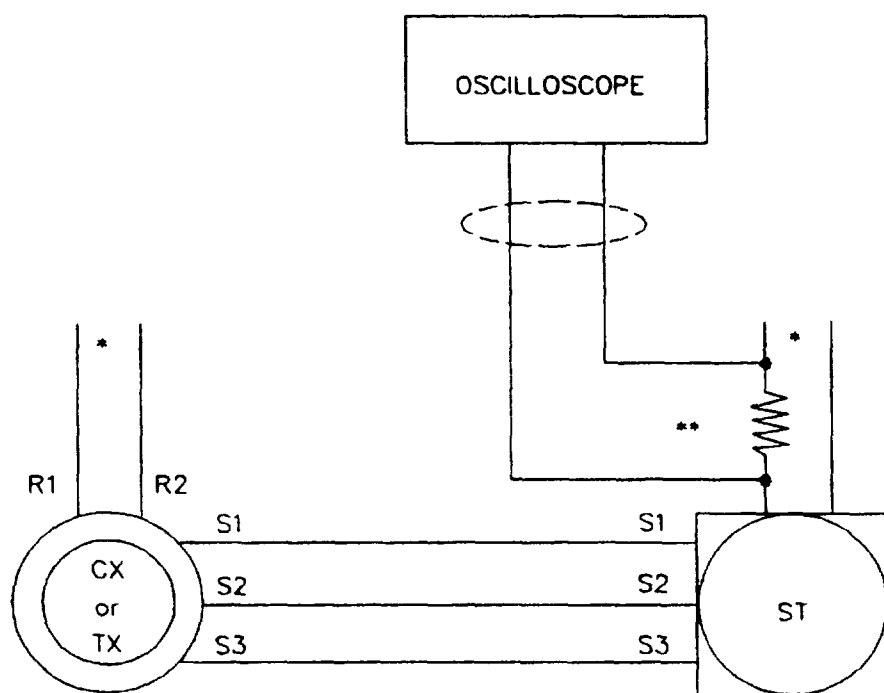 OSCILLOSCOPE
*
*
**
R1
R2
S1
S1
CX
or
TX
S2
S2
ST
S3
S3